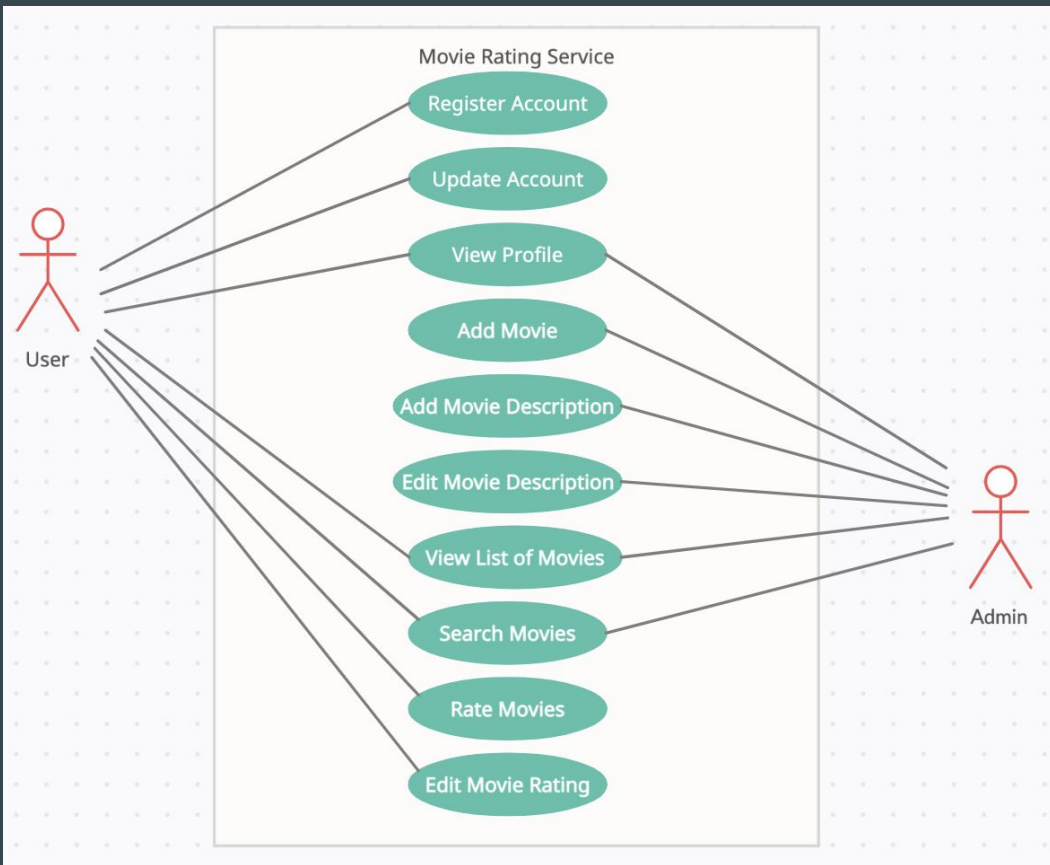 Movie Rating Service
Register Account
Update Account
View Profile
Add Movie
User
Add Movie Description
Edit Movie Description
View List of Movies
Search Movies
Admin
Rate Movies
Edit Movie Rating